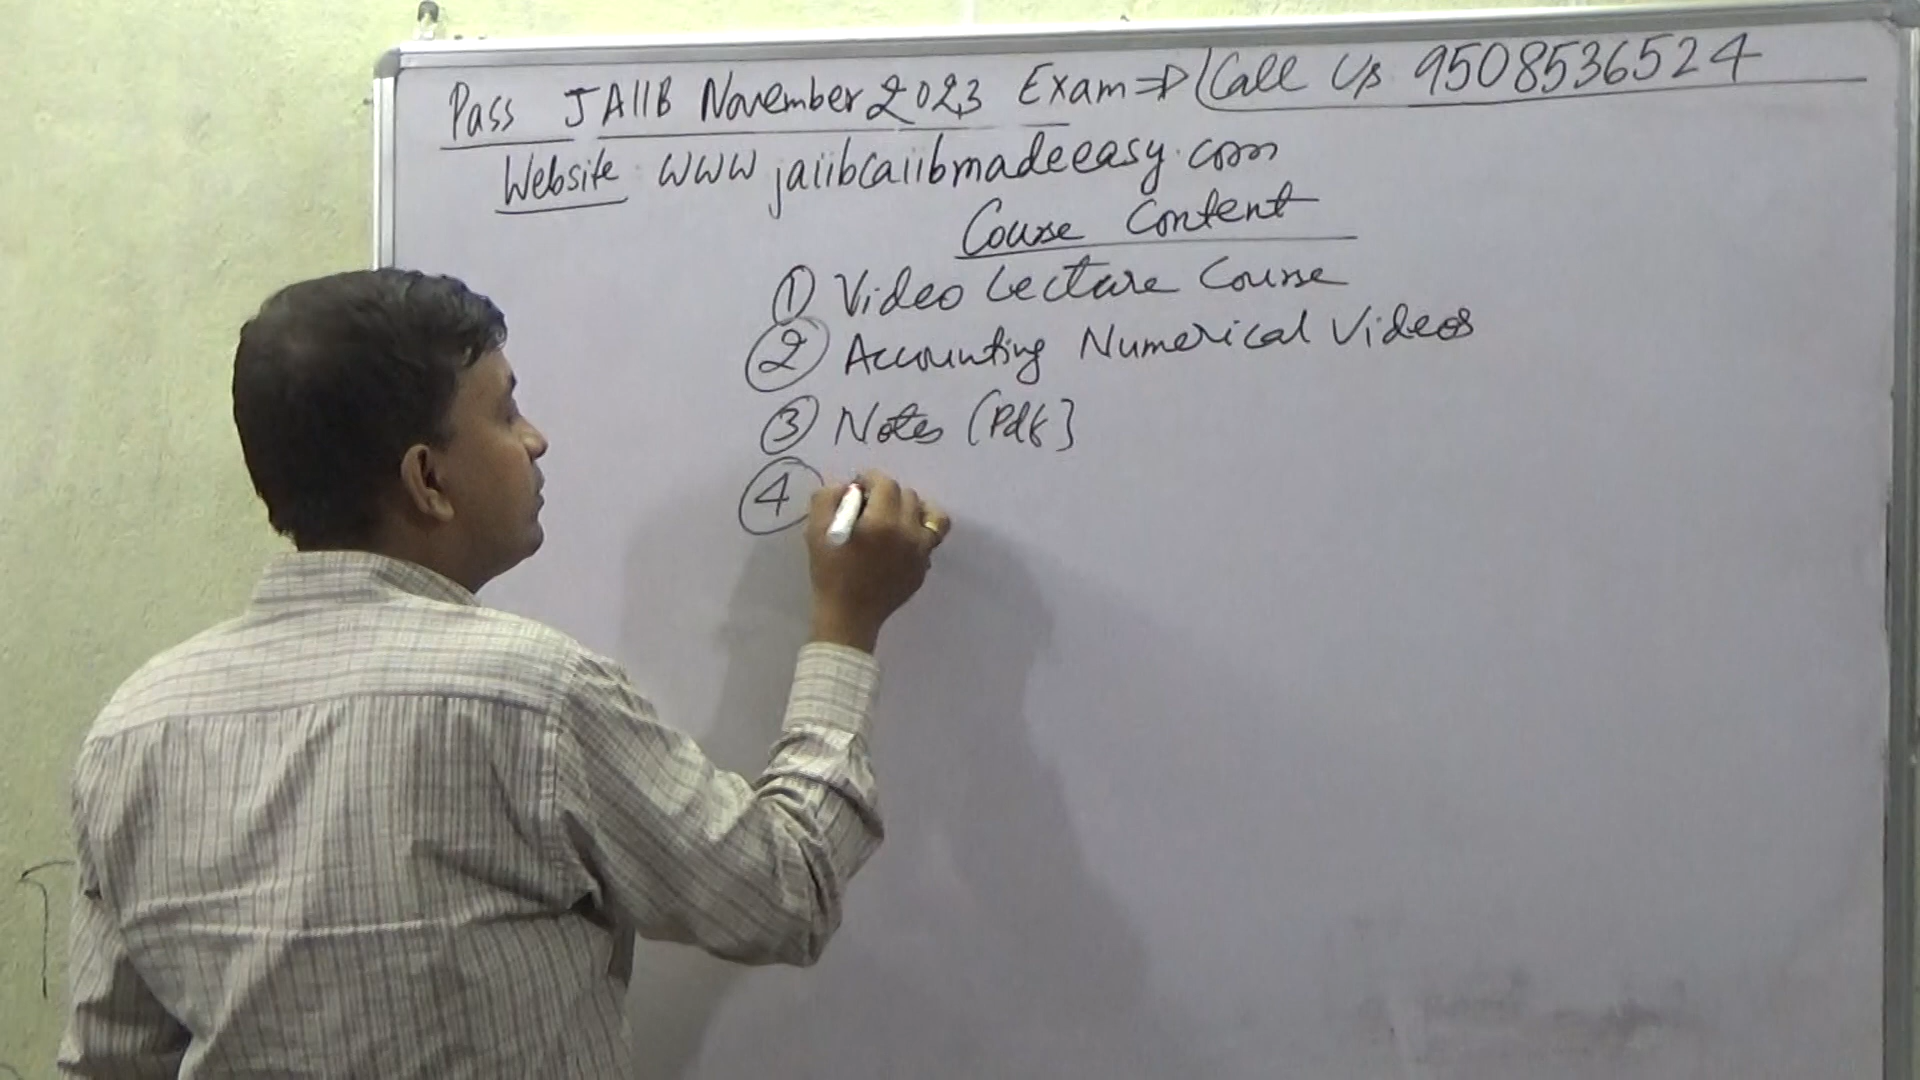 Pass JAIIB November 2023 Exam ⇒ Call Us 9508536524
Website: www.jaiibcaiibmadeeasy.com
Course Content
① Video Lecture Course
② Accounting Numerical Videos
③ Notes (Pdf]
④